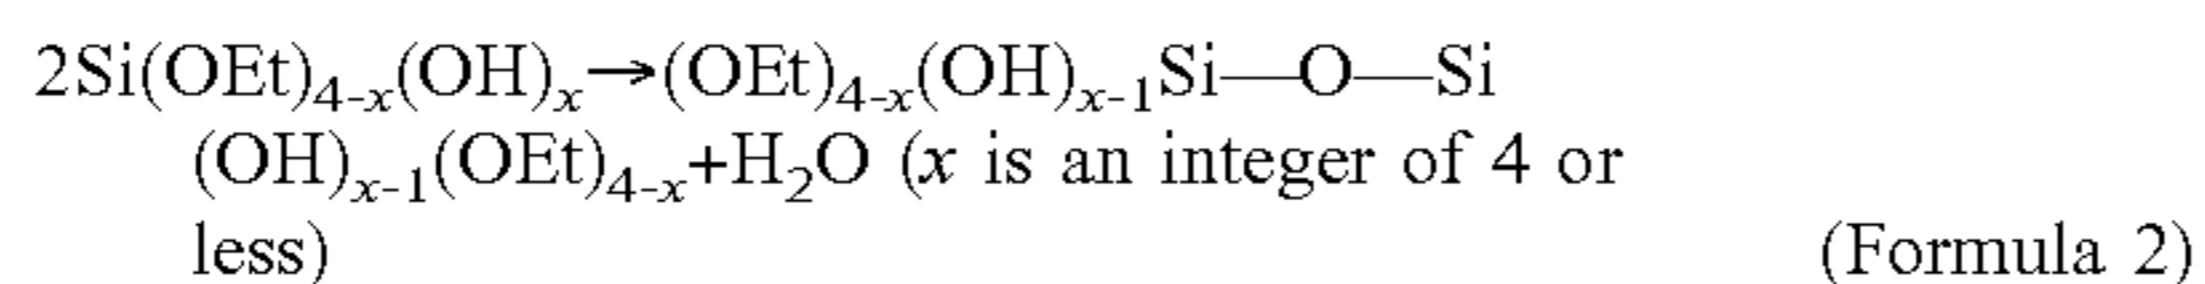 2Si(OEt)₄₋ₓ(OH)ₓ→(OEt)₄₋ₓ(OH)ₓ₋₁Si—O—Si
(OH)ₓ₋₁(OEt)₄₋ₓ+H₂O (x is an integer of 4 or
less) (Formula 2)